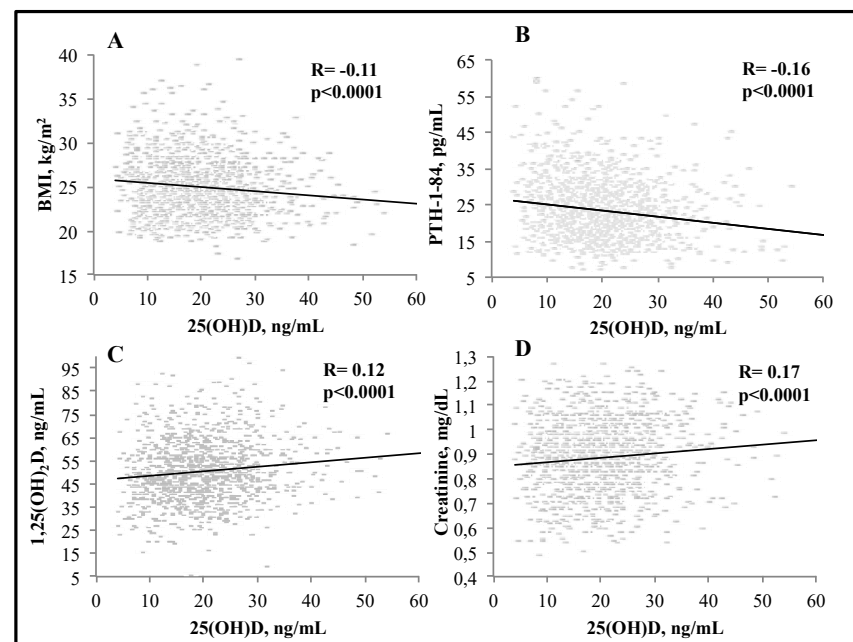 A
R= -0.11
p<0.0001
BMI, kg/m²
40
35
30
25
20
15
0 10 20 30 40 50 60
25(OH)D, ng/mL
B
R= -0.16
p<0.0001
PTH-1-84, pg/mL
65
55
45
35
25
15
5
0 10 20 30 40 50 60
25(OH)D, ng/mL
C
R= 0.12
p<0.0001
1,25(OH)₂D, ng/mL
95
85
75
65
55
45
35
25
15
5
0 10 20 30 40 50 60
25(OH)D, ng/mL
D
R= 0.17
p<0.0001
Creatinine, mg/dL
1,3
1,2
1,1
1
0,9
0,8
0,7
0,6
0,5
0,4
0 10 20 30 40 50 60
25(OH)D, ng/mL